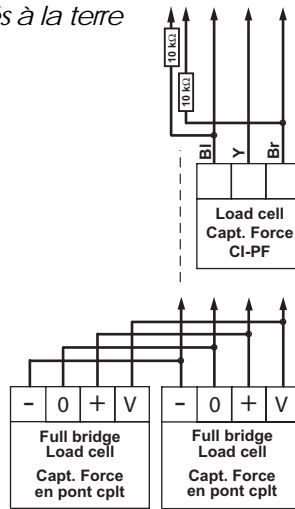 és à la terre
10 kΩ
10 kΩ
Bl Y Br
Load cell
Capt. Force
CI-PF
- 0 + V
- 0 + V
Full bridge
Load cell
Capt. Force
en pont cplt
Full bridge
Load cell
Capt. Force
en pont cplt